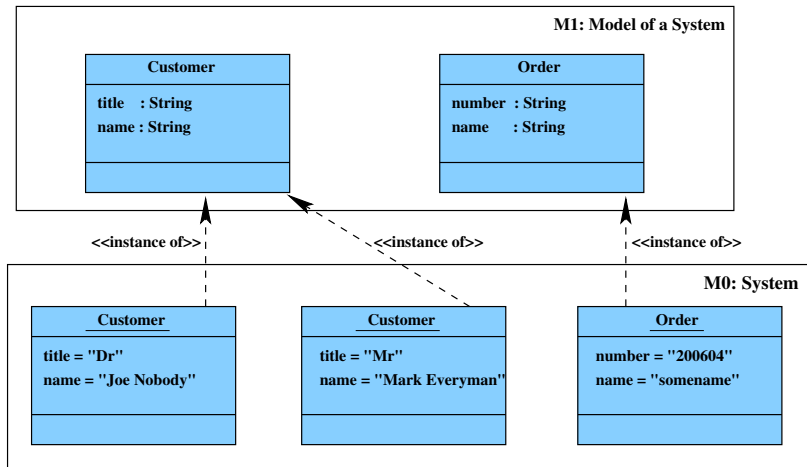 M1: Model of a System
Customer
title : String
name : String
Order
number : String
name : String
<<instance of>>
<<instance of>>
<<instance of>>
M0: System
Customer
title = "Dr"
name = "Joe Nobody"
Customer
title = "Mr"
name = "Mark Everyman"
Order
number = "200604"
name = "somename"